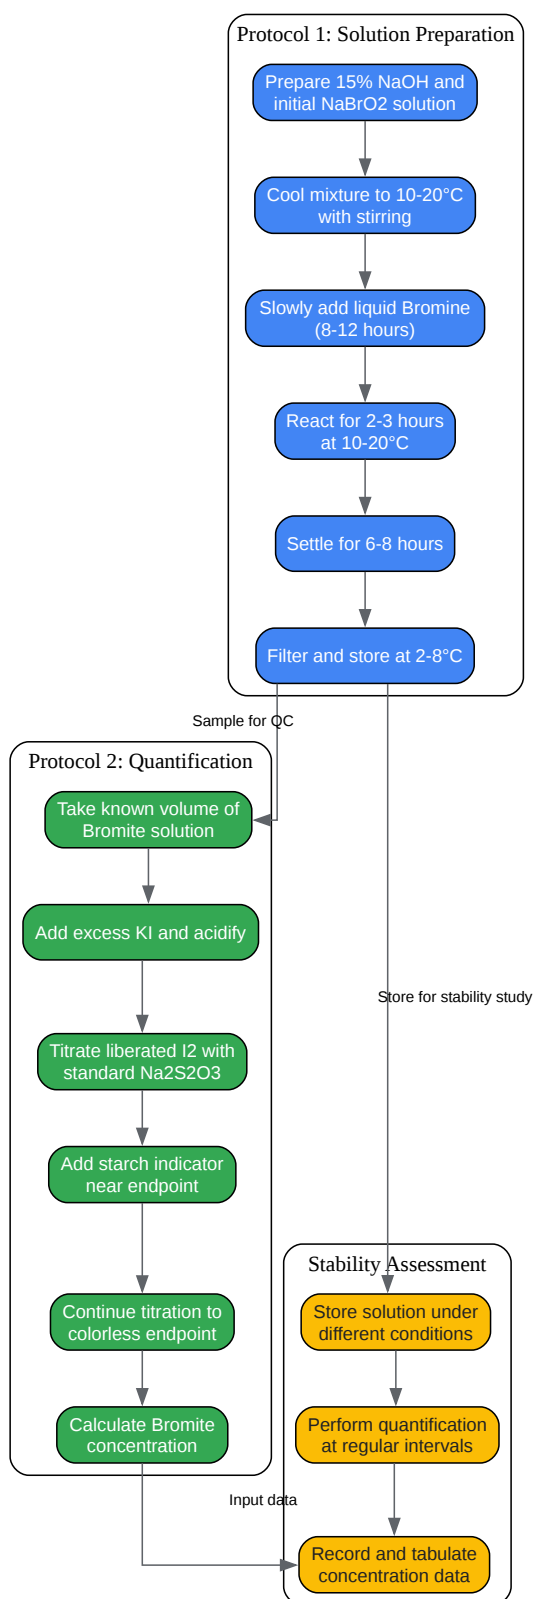 Protocol 1: Solution Preparation
Prepare 15% NaOH and
initial NaBrO2 solution
Cool mixture to 10-20°C
with stirring
Slowly add liquid Bromine
(8-12 hours)
React for 2-3 hours
at 10-20°C
Settle for 6-8 hours
Filter and store at 2-8°C
Sample for QC
Protocol 2: Quantification
Take known volume of
Bromite solution
Add excess KI and acidify
Store for stability study
Titrate liberated I2 with
standard Na2S2O3
Add starch indicator
near endpoint
Stability Assessment
Continue titration to
colorless endpoint
Store solution under
different conditions
Calculate Bromite
concentration
Perform quantification
at regular intervals
Input data
Record and tabulate
concentration data